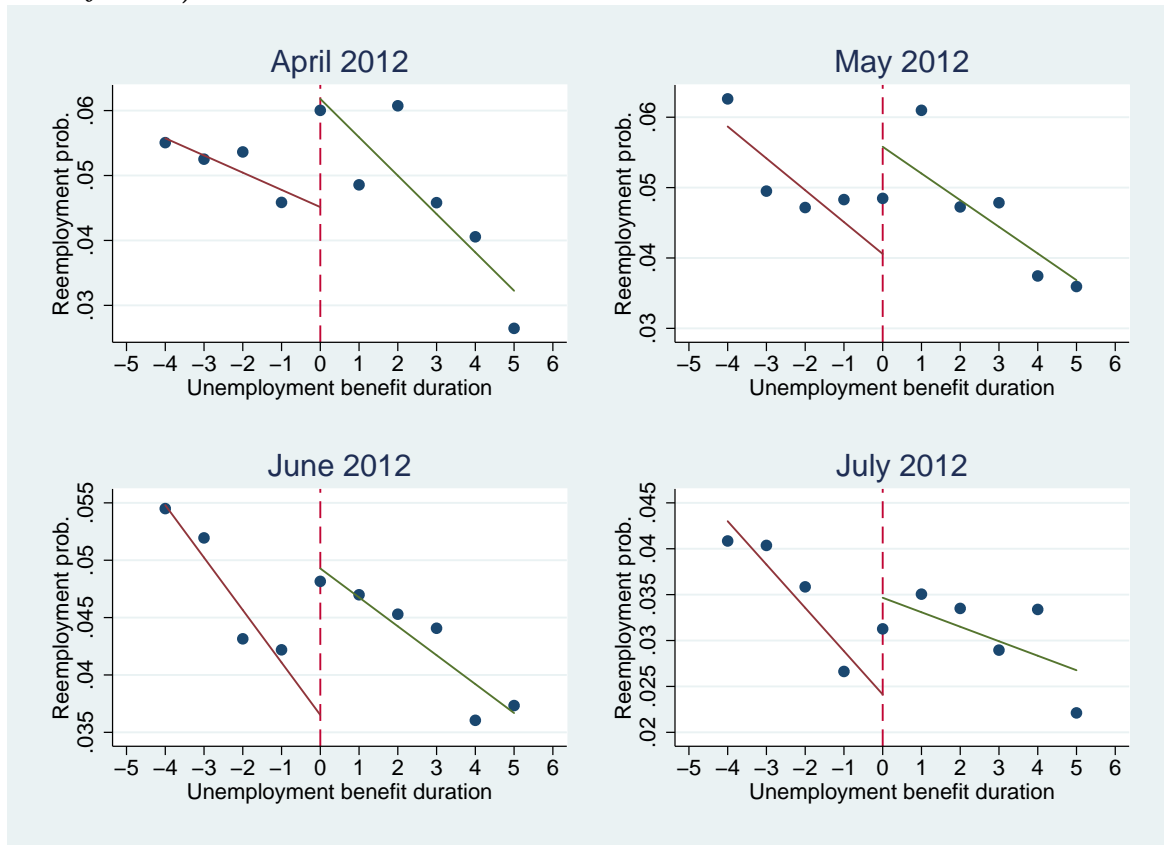 April 2012
Reemployment prob.
.06
.05
.04
.03
−5 −4 −3 −2 −1 0 1 2 3 4 5 6
Unemployment benefit duration
May 2012
Reemployment prob.
.06
.05
.04
.03
−5 −4 −3 −2 −1 0 1 2 3 4 5 6
Unemployment benefit duration
June 2012
Reemployment prob.
.055
.05
.045
.04
.035
−5 −4 −3 −2 −1 0 1 2 3 4 5 6
Unemployment benefit duration
July 2012
Reemployment prob.
.045
.04
.035
.03
.025
.02
−5 −4 −3 −2 −1 0 1 2 3 4 5 6
Unemployment benefit duration